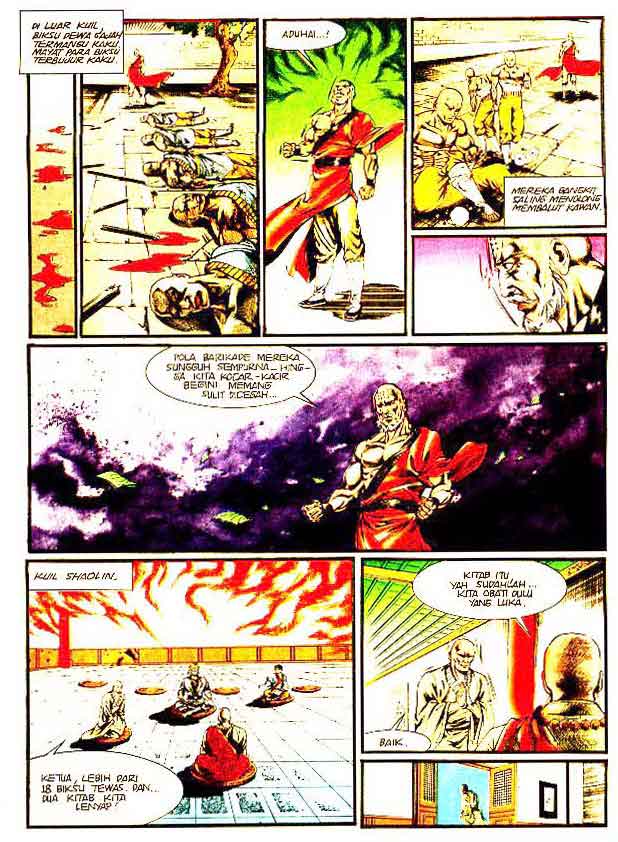 DI LUAR KUIL,
BIKSU DEWA GAJAH
TERMANGU KAKU.
MAYAT PARA BIKSU
TERBUJUR KAKU.
ADUHAI...!
MEREKA BANGKIT
SALING MENOLONG
MEMBALUT KAWAN.
POLA BARIKADE MEREKA
SUNGGUH SEMPURNA... HING-
GA KITA KOCAR-KACIR
BEGINI MEMANG
SULIT DICEGAH...
KUIL SHAOLIN...
KETUA, LEBIH DARI
18 BIKSU TEWAS. DAN...
DUA KITAB KITA
LENYAP!
KITAB ITU,
YAH SUDAHLAH...
KITA OBATI DULU
YANG LUKA.
BAIK.